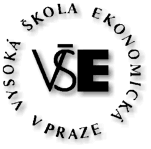 VYSOKÁ ŠKOLA EKONOMICKÁ
V PRAZE
VŠE